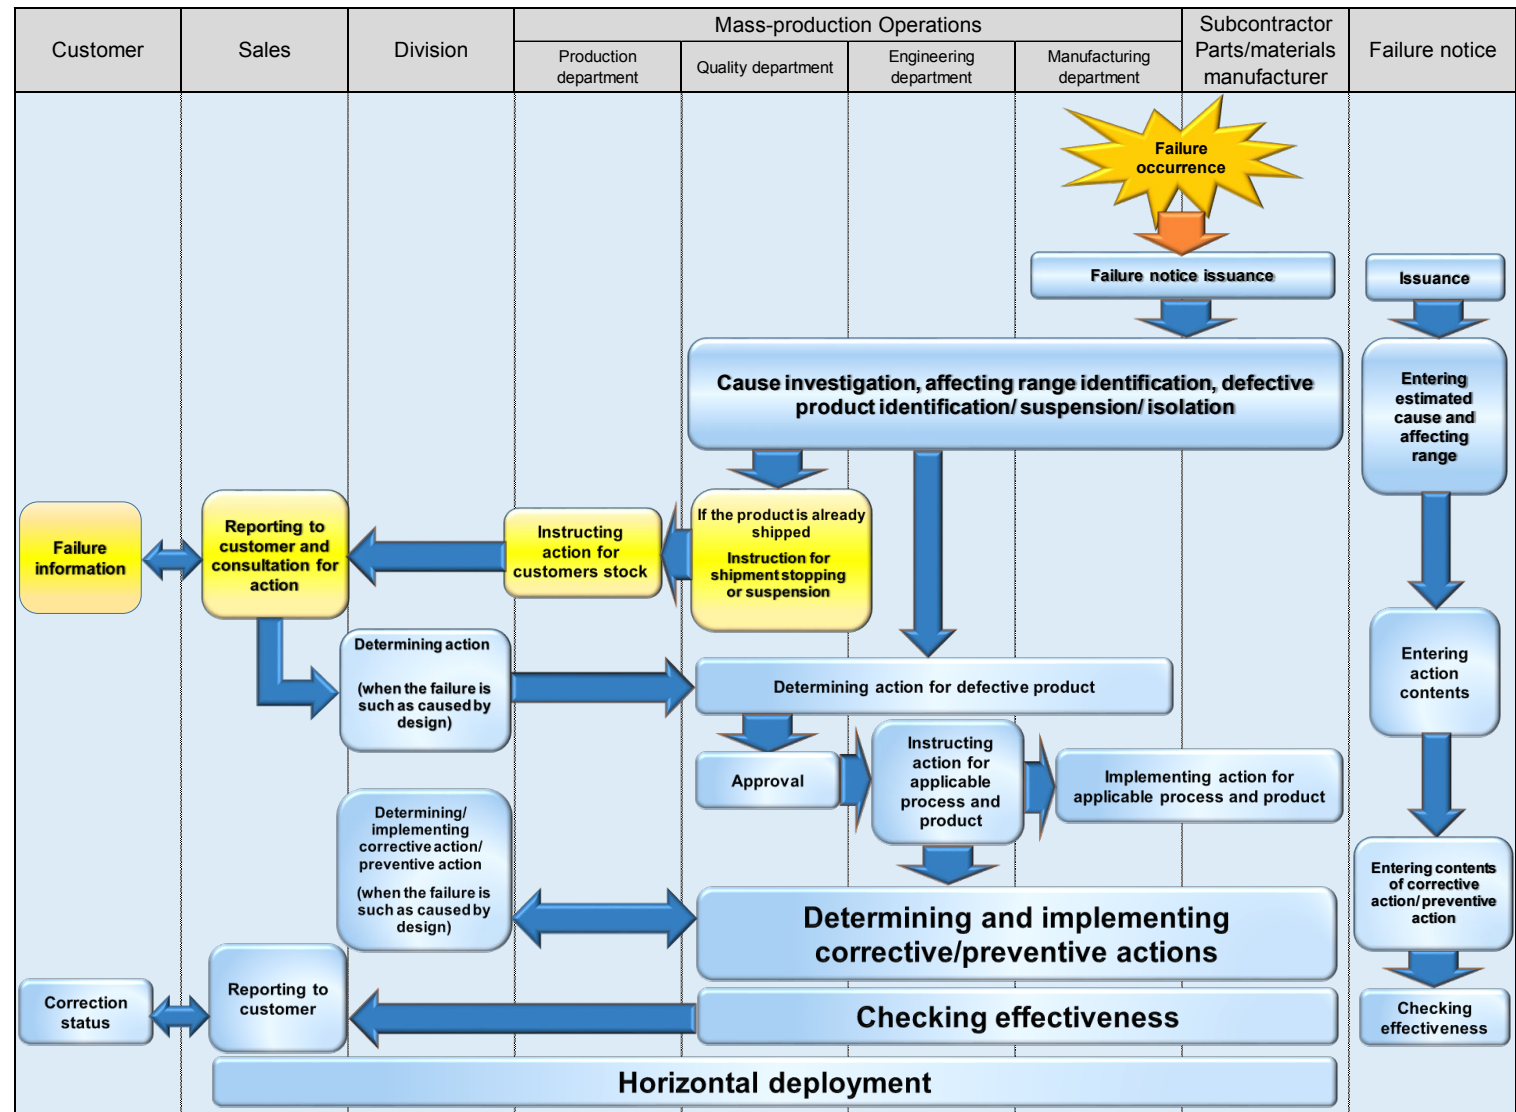 Customer
Sales
Division
Mass-production Operations
Production
department
Quality department
Engineering
department
Manufacturing
department
Subcontractor
Parts/materials
manufacturer
Failure notice
Failure
occurrence
Failure notice issuance
Issuance
Cause investigation, affecting range identification, defective
product identification/ suspension/ isolation
Entering
estimated
cause and
affecting
range
Failure
information
Reporting to
customer and
consultation for
action
Instructing
action for
customers stock
If the product is already
shipped
Instruction for
shipment stopping
or suspension
Determining action
(when the failure is
such as caused by
design)
Determining action for defective product
Entering
action
contents
Approval
Instructing
action for
applicable
process and
product
Implementing action for
applicable process and product
Determining/
implementing
corrective action/
preventive action
(when the failure is
such as caused by
design)
Determining and implementing
corrective/preventive actions
Entering contents
of corrective
action/ preventive
action
Correction
status
Reporting to
customer
Checking effectiveness
Checking
effectiveness
Horizontal deployment